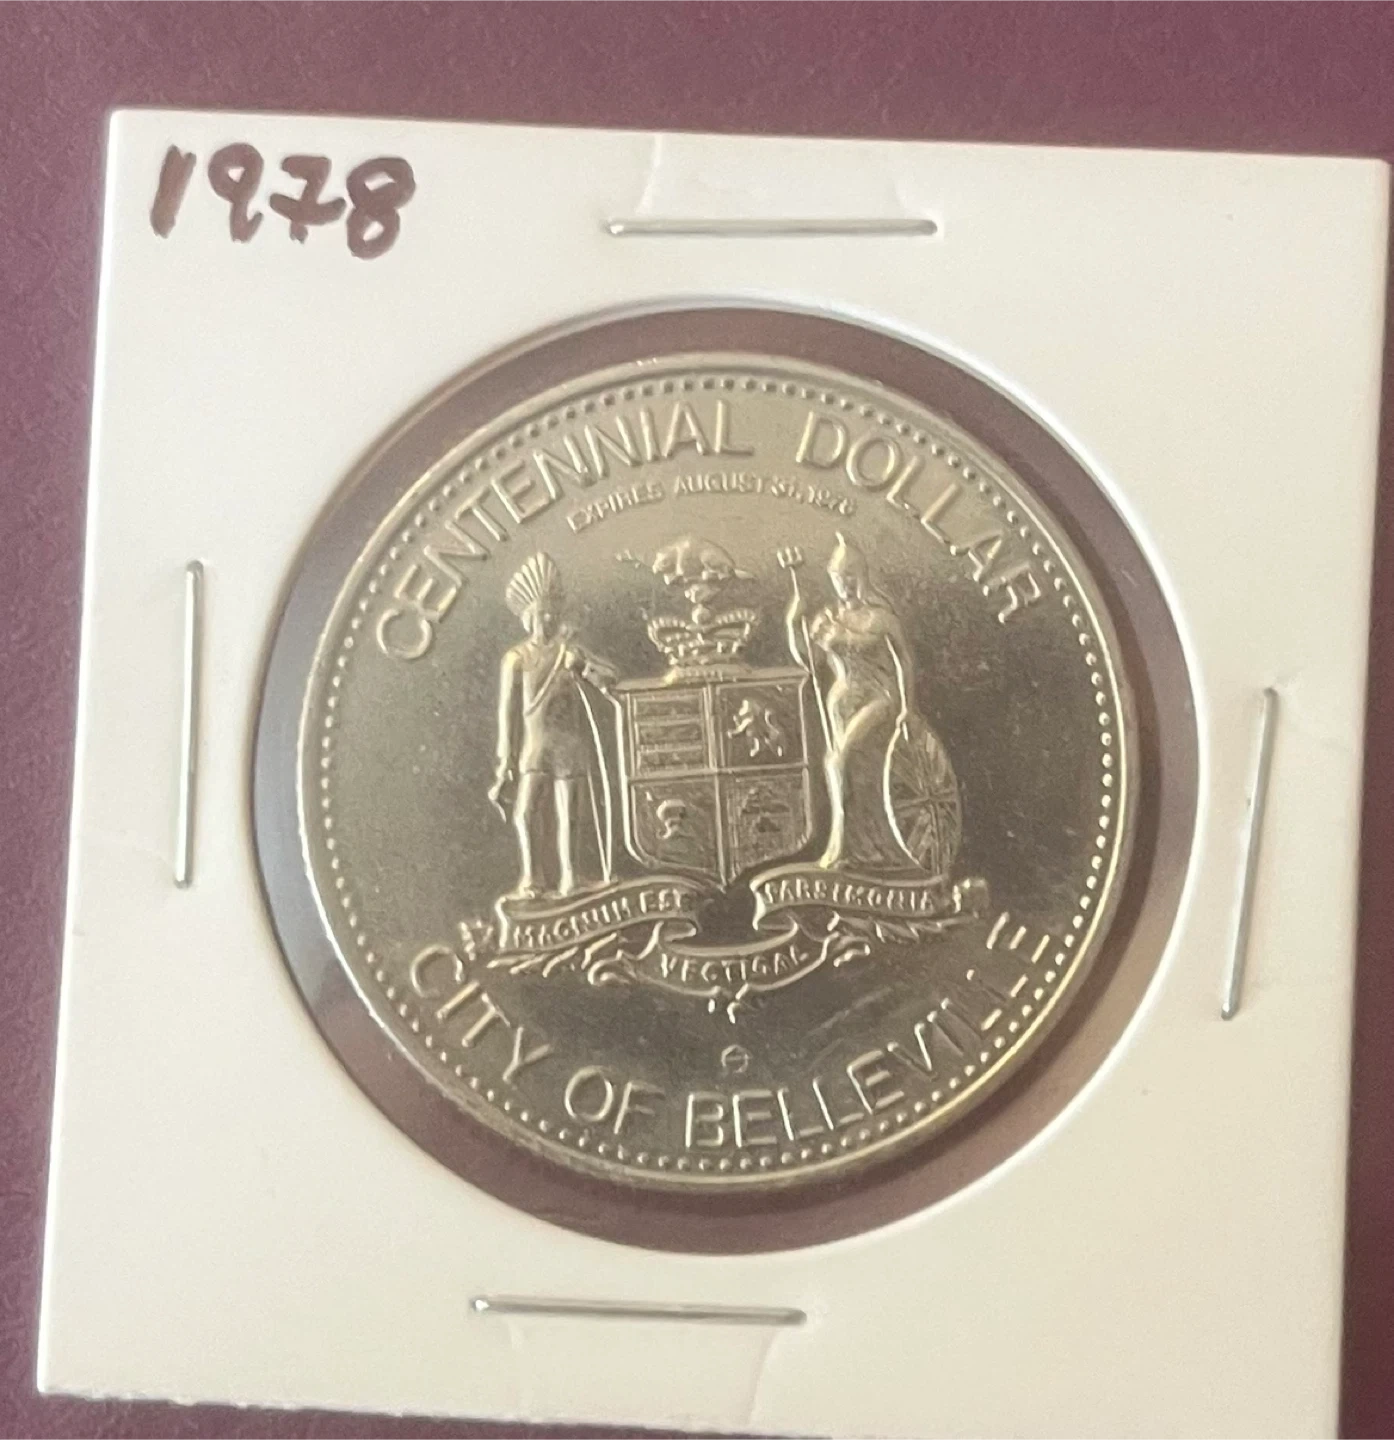 1978
CENTENNIAL DOLLAR
EXPIRES AUGUST 31, 1978
MAGNUM EST
PARSIMONIA
VECTIGAL
CITY OF BELLEVILLE